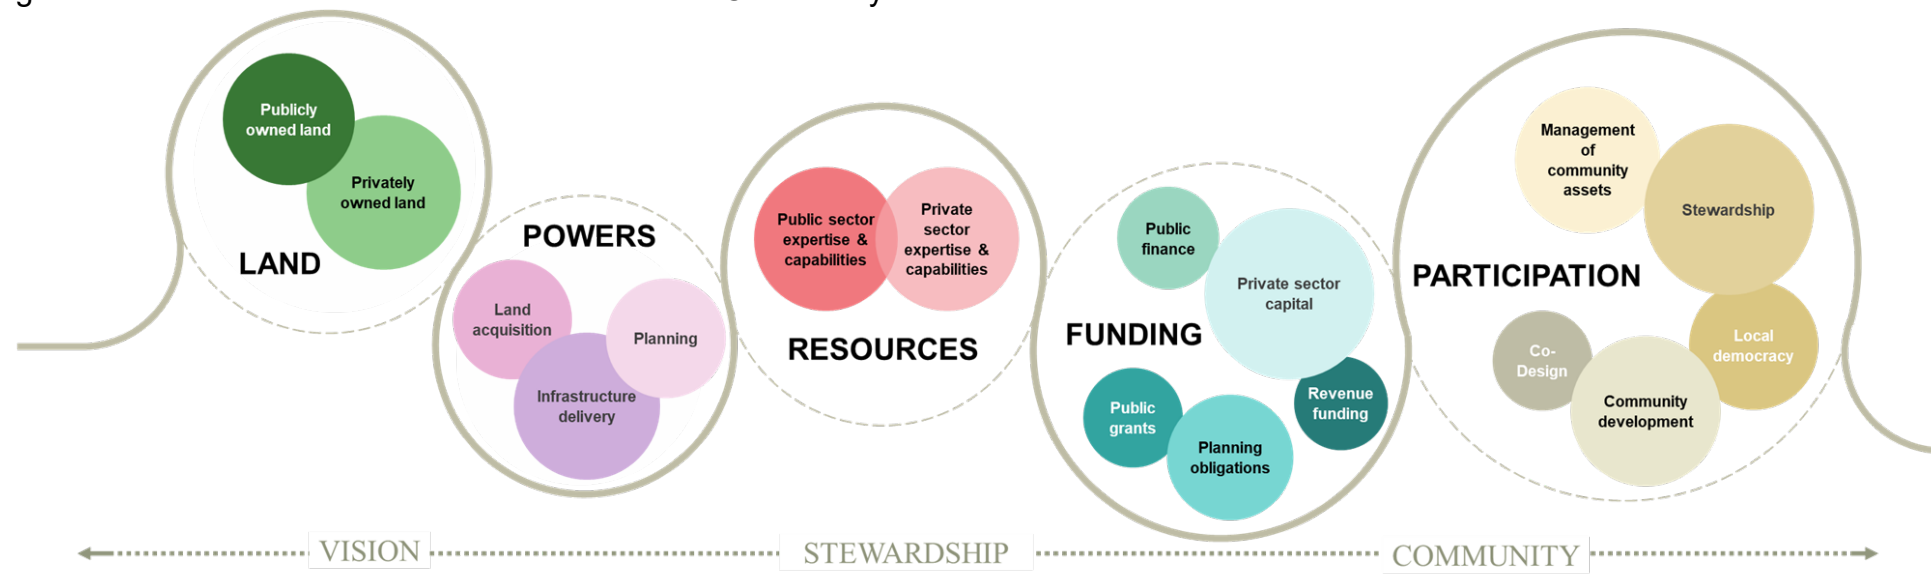 Publicly
owned land
Privately
owned land
LAND
POWERS
Land
acquisition
Planning
Infrastructure
delivery
Public sector
expertise &
capabilities
Private
sector
expertise &
capabilities
RESOURCES
Public
finance
Private sector
capital
FUNDING
Public
grants
Revenue
funding
Planning
obligations
Management
of
community
assets
Stewardship
PARTICIPATION
Co-
Design
Local
democracy
Community
development
VISION
STEWARDSHIP
COMMUNITY